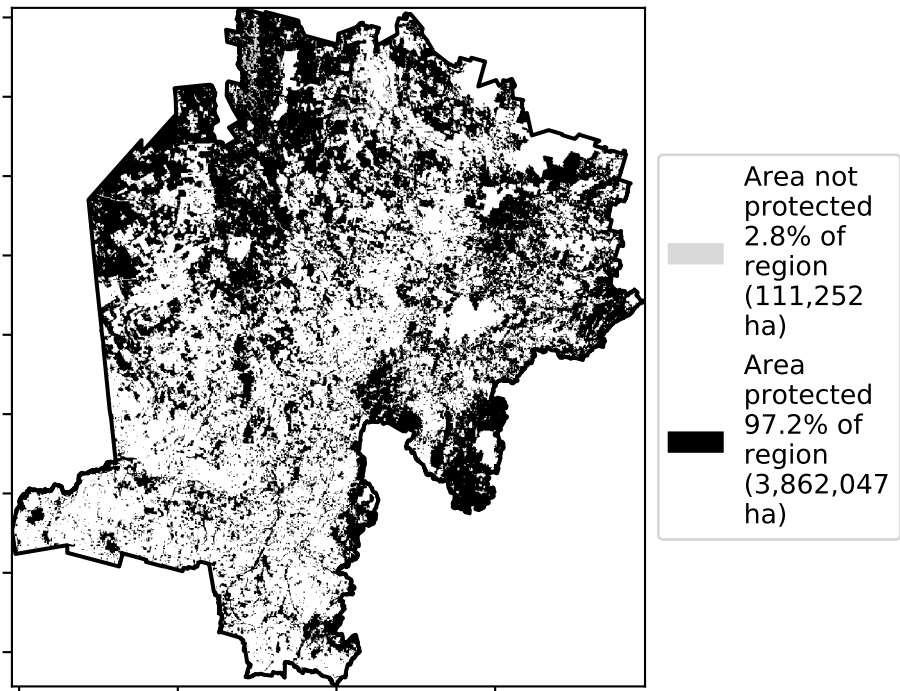 Area not
protected
2.8% of
region
(111,252
ha)
Area
protected
97.2% of
region
(3,862,047
ha)